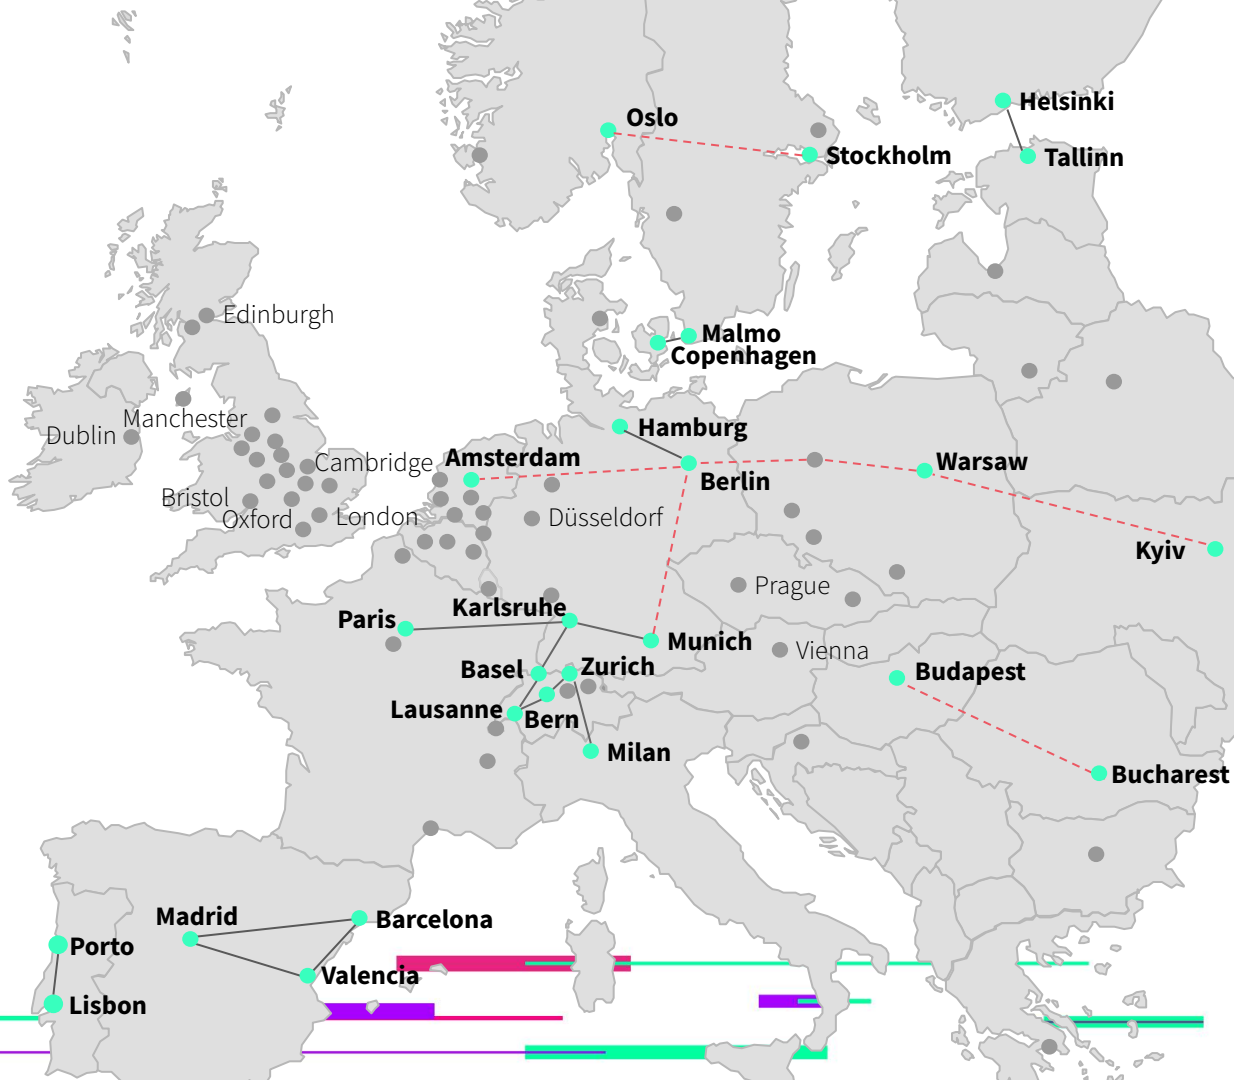 Helsinki
Oslo
Stockholm
Tallinn
Edinburgh
Malmo
Copenhagen
Manchester
Dublin
Hamburg
Cambridge
Amsterdam
Warsaw
Berlin
Bristol
Oxford
London
Düsseldorf
Kyiv
Prague
Karlsruhe
Paris
Munich
Vienna
Basel
Zurich
Budapest
Lausanne
Bern
Milan
Bucharest
Madrid
Barcelona
Porto
Valencia
Lisbon